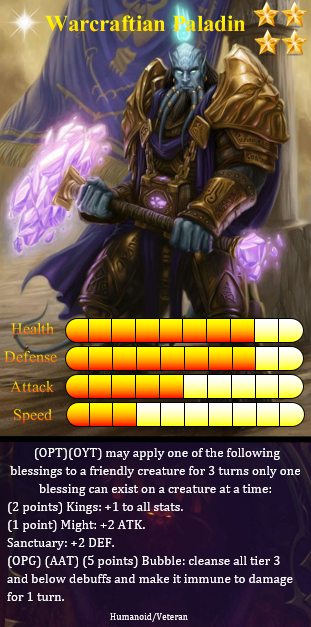 Warcraftian Paladin
Health
Defense
Attack
Speed
(OPT)(OYT) may apply one of the following
blessings to a friendly creature for 3 turns only one
blessing can exist on a creature at a time:
(2 points) Kings: +1 to all stats.
(1 point) Might: +2 ATK.
Sanctuary: +2 DEF.
(OPG) (AAT) (5 points) Bubble: cleanse all tier 3
and below debuffs and make it immune to damage
for 1 turn.
Humanoid/Veteran